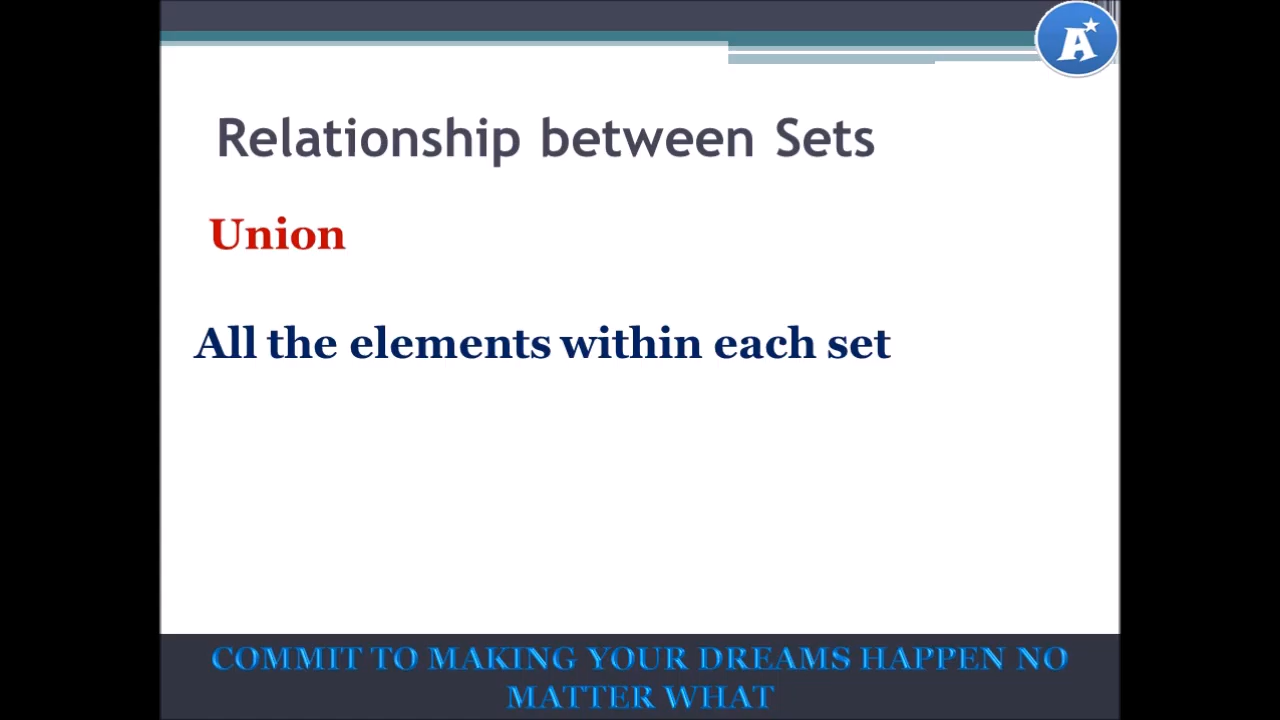 A
Relationship between Sets
Union
All the elements within each set
COMMIT TO MAKING YOUR DREAMS HAPPEN NO
MATTER WHAT